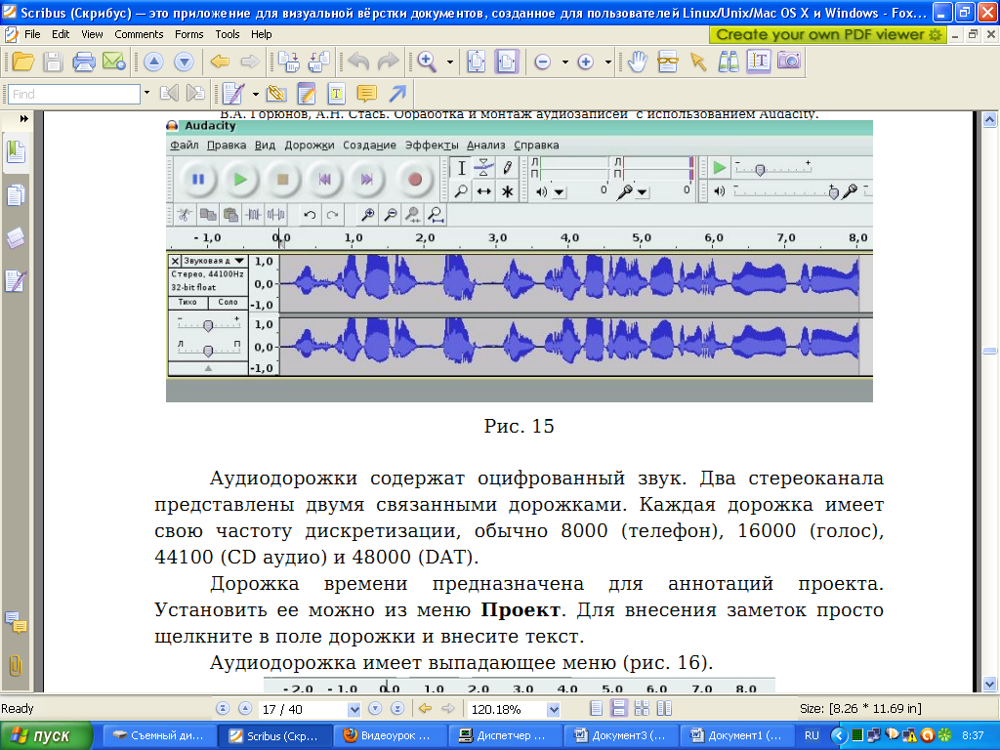 Scribus (Скрибус) — это приложение для визуальной вёрстки документов, созданное для пользователей Linux/Unix/Mac OS X и Windows - Fox...
File Edit View Comments Forms Tools Help
Create your own PDF viewer
Find
В.А. Горюнов, А.Н. Стась. Обработка и монтаж аудиозаписей с использованием Audacity.
Audacity
Файл Правка Вид Дорожки Создание Эффекты Анализ Справка
Л П 0 Л П 0
- 1,0 0,0 1,0 2,0 3,0 4,0 5,0 6,0 7,0 8,0
Звуковая д
Стерео, 44100Hz
32-bit float
Тихо Соло
- +
Л П
1,0
0,0
-1,0
1,0
0,0
-1,0
Рис. 15
Аудиодорожки содержат оцифрованный звук. Два стереоканала
представлены двумя связанными дорожками. Каждая дорожка имеет
свою частоту дискретизации, обычно 8000 (телефон), 16000 (голос),
44100 (CD аудио) и 48000 (DAT).
Дорожка времени предназначена для аннотаций проекта.
Установить ее можно из меню Проект. Для внесения заметок просто
щелкните в поле дорожки и внесите текст.
Аудиодорожка имеет выпадающее меню (рис. 16).
- 2,0 - 1,0 0,0 1,0 2,0 3,0 4,0 5,0 6,0 7,0 8,0
Ready 17 / 40 120.18% Size: [8.26 * 11.69 in]
пуск Съемный ди... Scribus (Скр... Видеоурок ... Диспетчер ... Документ3 (... Документ1 (... RU 8:37